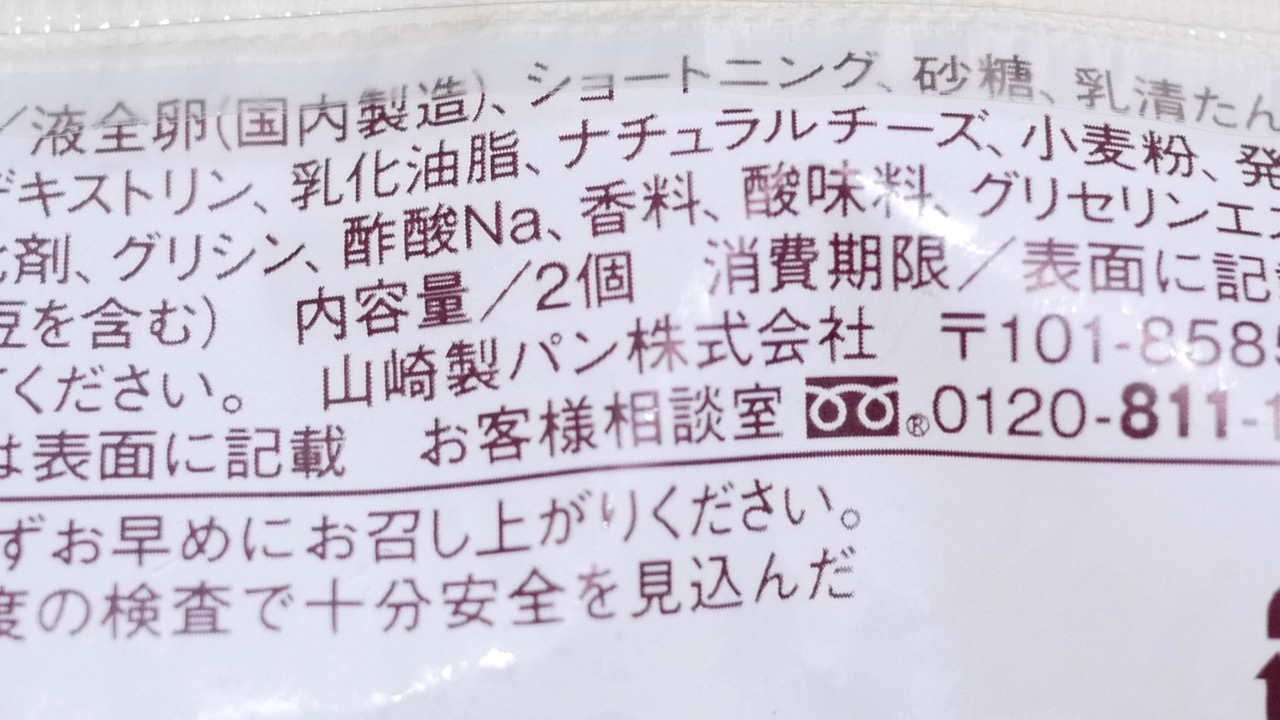 ／液全卵(国内製造)、ショートニング、砂糖、乳清たん
デキストリン、乳化油脂、ナチュラルチーズ、小麦粉、発
化剤、グリシン、酢酸Na、香料、酸味料、グリセリンエス
豆を含む)　内容量／2個　消費期限／表面に記
てください。　山崎製パン株式会社　〒101-858
は表面に記載　お客様相談室 ®0120-811-1
ずお早めにお召し上がりください。
度の検査で十分安全を見込んだ